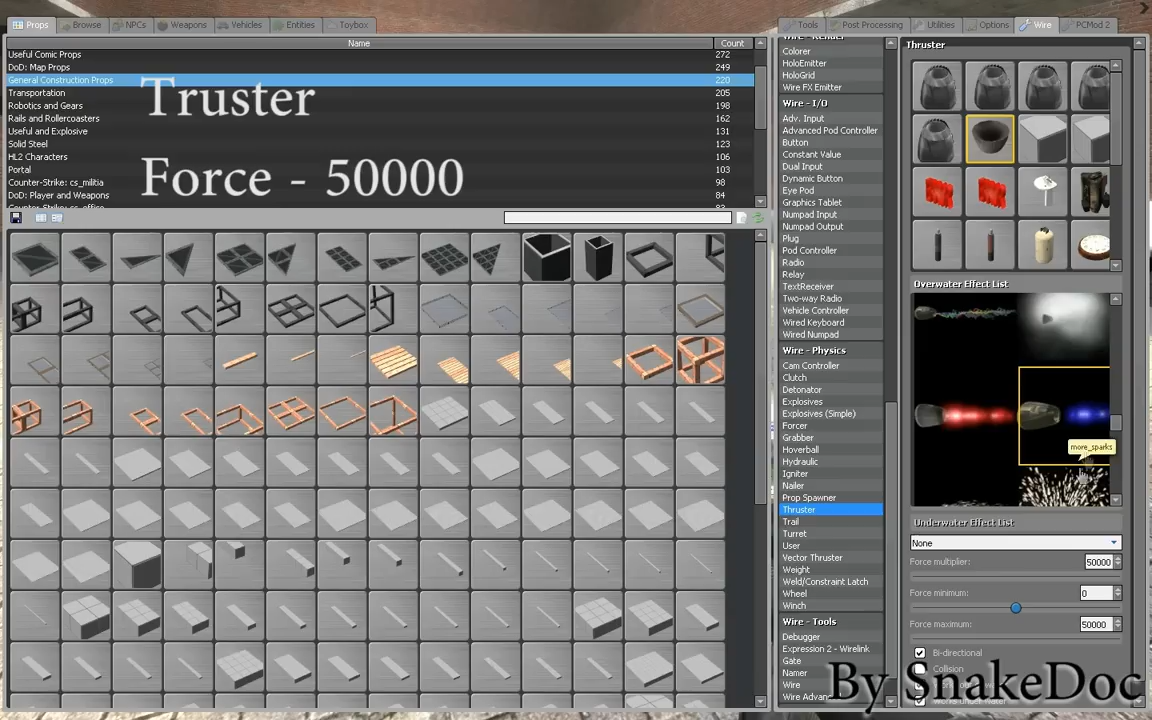 Props
Browse
NPCs
Weapons
Vehicles
Entities
Toybox
Tools
Post Processing
Utilities
Options
Wire
PCMod 2
Name
Count
Useful Comic Props
272
DoD: Map Props
249
General Construction Props
220
Transportation
205
Robotics and Gears
198
Rails and Rollercoasters
162
Useful and Explosive
131
Solid Steel
123
HL2 Characters
106
Portal
103
Counter-Strike: cs_militia
98
DoD: Player and Weapons
84
Truster
Force - 50000
Wire - Render
Colorer
HoloEmitter
HoloGrid
Wire FX Emitter
Wire - I/O
Adv. Input
Advanced Pod Controller
Button
Constant Value
Dual Input
Dynamic Button
Eye Pod
Graphics Tablet
Numpad Input
Numpad Output
Plug
Pod Controller
Radio
Relay
TextReceiver
Two-way Radio
Vehicle Controller
Wired Keyboard
Wired Numpad
Wire - Physics
Cam Controller
Clutch
Detonator
Explosives
Explosives (Simple)
Forcer
Grabber
Hoverball
Hydraulic
Igniter
Nailer
Prop Spawner
Thruster
Trail
Turret
User
Vector Thruster
Weight
Weld/Constraint Latch
Wheel
Winch
Wire - Tools
Debugger
Expression 2 - Wirelink
Gate
Namer
Wire
Wire Advan
Thruster
Overwater Effect List
more_sparks
Underwater Effect List
None
Force multiplier:
50000
Force minimum:
0
Force maximum:
50000
Bi-directional
Collision
By SnakeDoc